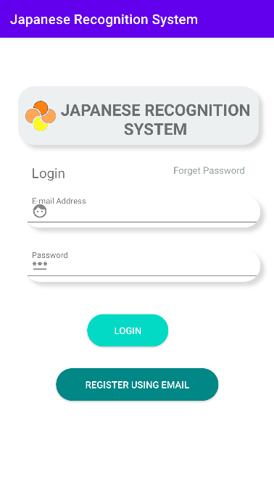 Japanese Recognition System
JAPANESE RECOGNITION
SYSTEM
Login
Forget Password
E-mail Address
Password
LOGIN
REGISTER USING EMAIL